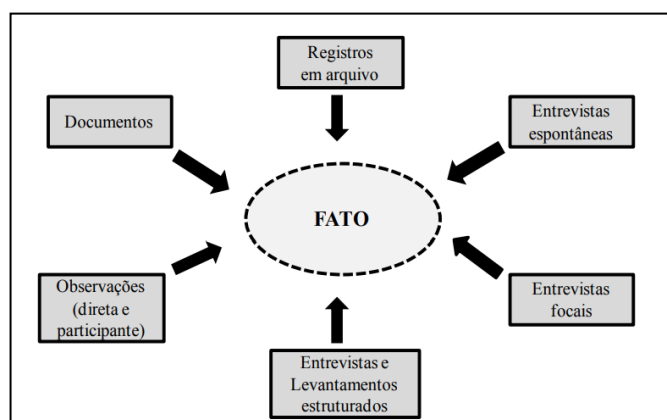 Registros
em arquivo
Documentos
Entrevistas
espontâneas
FATO
Observações
(direta e
participante)
Entrevistas
focais
Entrevistas e
Levantamentos
estruturados